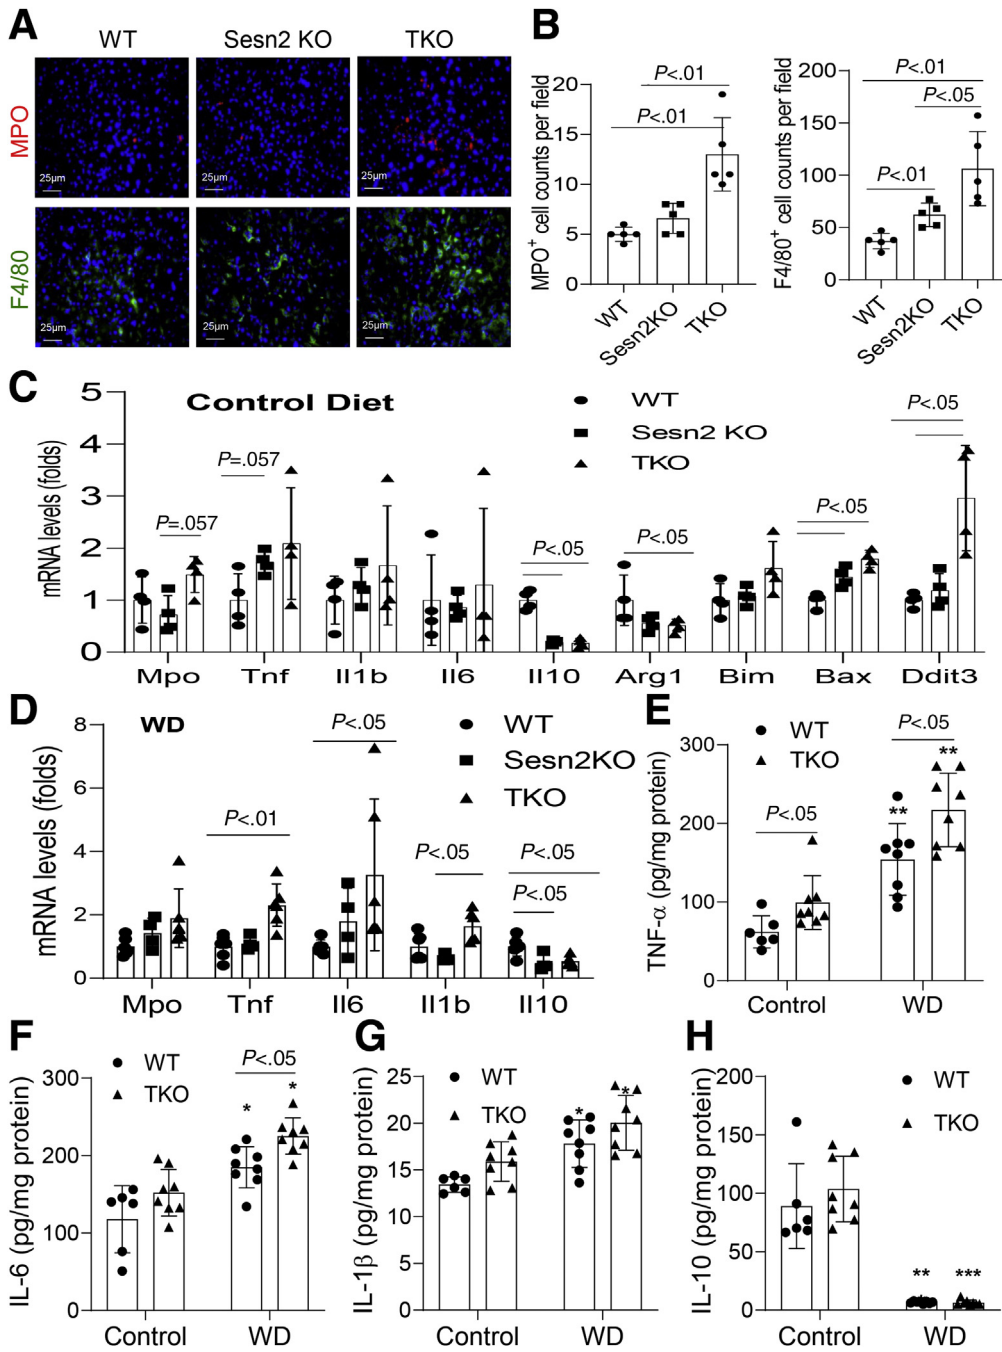 A
WT
Sesn2 KO
TKO
MPO
25µm
25µm
25µm
F4/80
25µm
25µm
25µm
B
MPO+ cell counts per field
20
15
10
5
0
P<.01
P<.01
WT
Sesn2KO
TKO
F4/80+ cell counts per field
200
150
100
50
0
P<.01
P<.05
P<.01
WT
Sesn2KO
TKO
C
Control Diet
WT
Sesn2 KO
TKO
mRNA levels (folds)
5
4
3
2
1
0
P=.057
P=.057
P<.05
P<.05
P<.05
P<.05
Mpo
Tnf
Il1b
Il6
Il10
Arg1
Bim
Bax
Ddit3
D
WD
WT
Sesn2KO
TKO
mRNA levels (folds)
8
6
4
2
0
P<.01
P<.05
P<.05
P<.05
P<.05
Mpo
Tnf
Il6
Il1b
Il10
E
WT
TKO
TNF-α (pg/mg protein)
300
200
100
0
P<.05
P<.05
**
**
Control
WD
F
WT
TKO
IL-6 (pg/mg protein)
300
200
100
0
P<.05
*
*
Control
WD
G
WT
TKO
IL-1β (pg/mg protein)
25
20
15
10
5
0
*
*
Control
WD
H
WT
TKO
IL-10 (pg/mg protein)
200
150
100
50
0
**
***
Control
WD